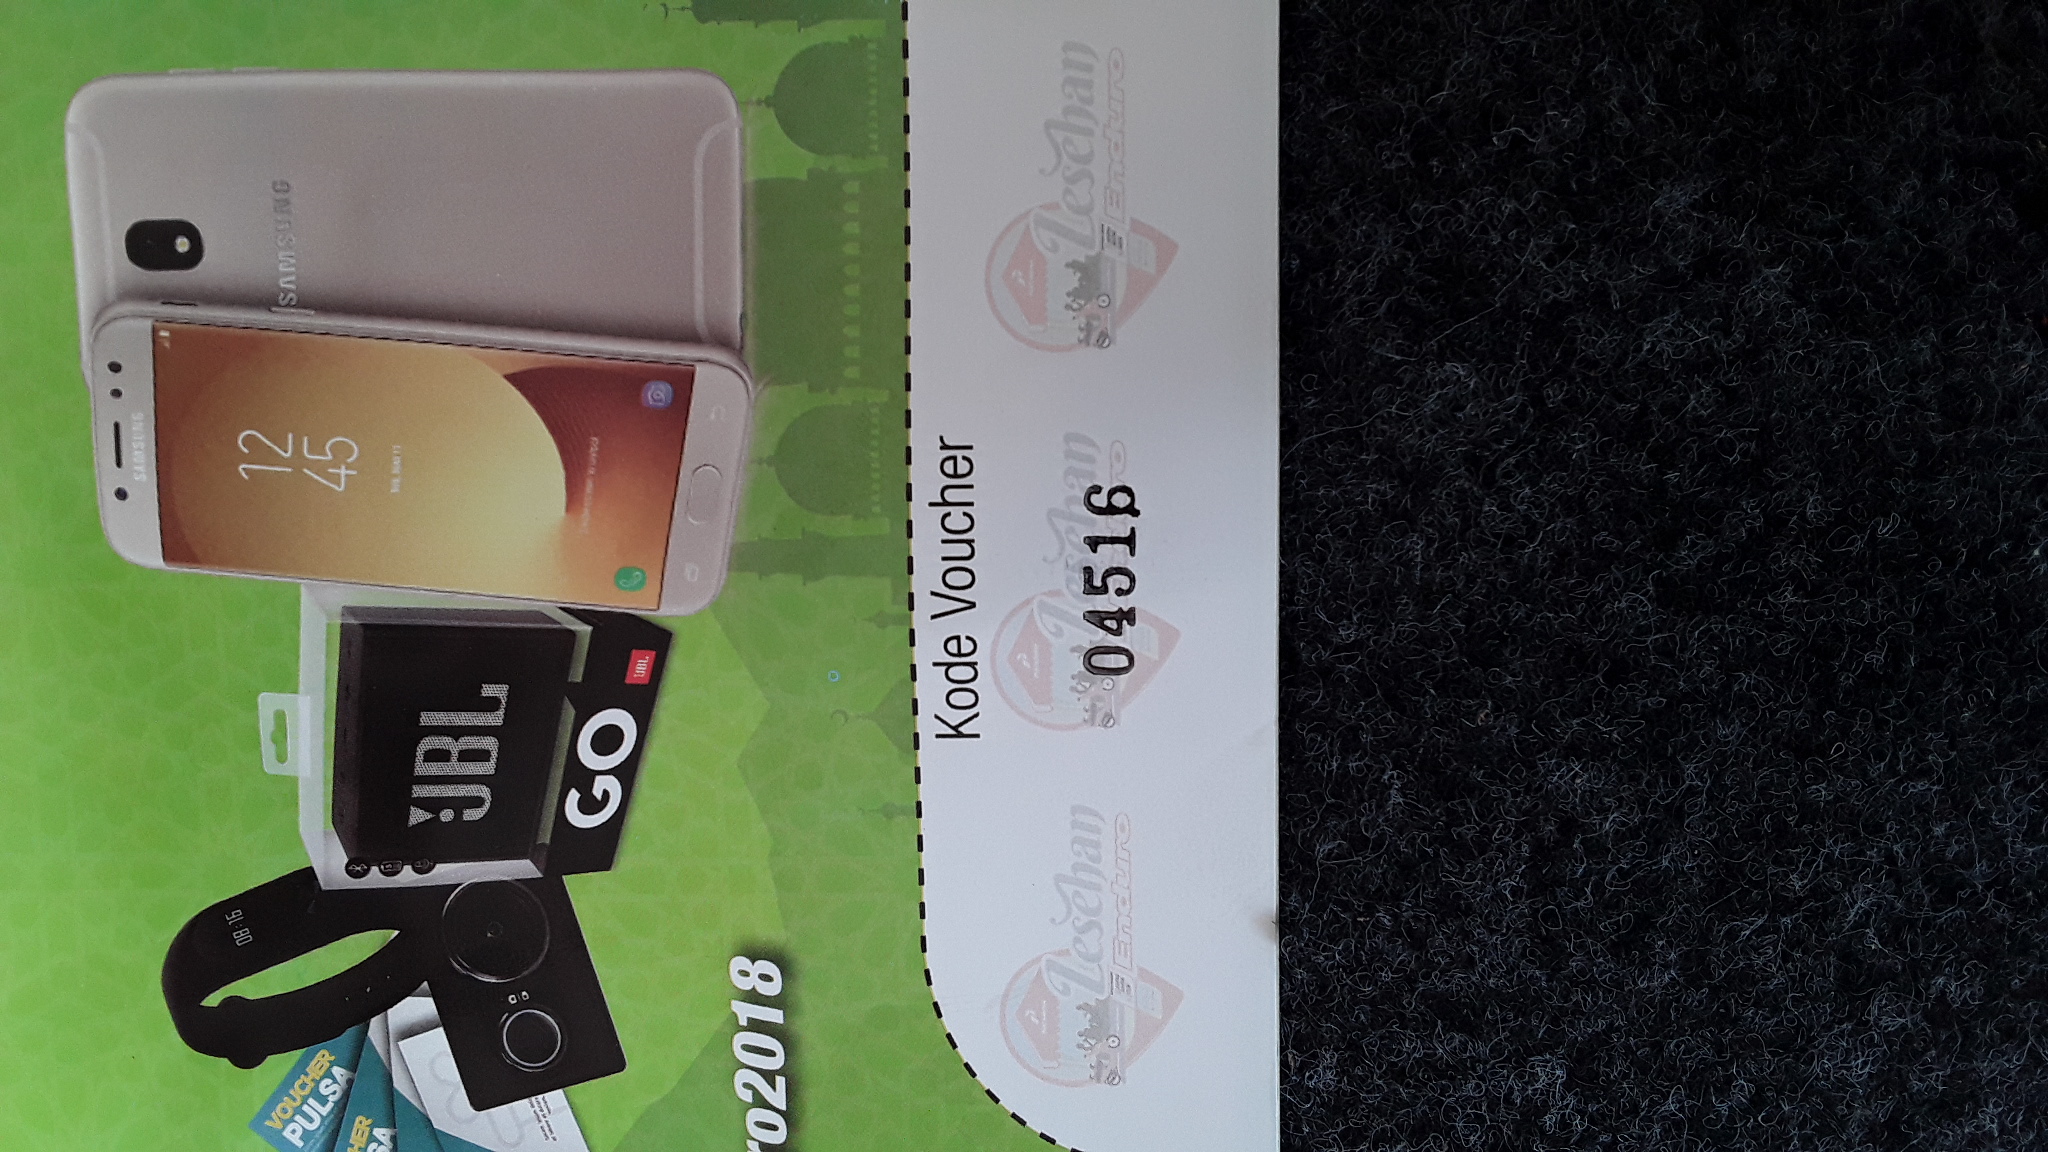 SAMSUNG
08:16
12
45
SAMSUNG
VOUCHER
PULSA
JBL
GO
JBL
ro2018
Kode Voucher
Lesehan
Enduro
Lesehan
Enduro
Lesehan
Enduro
04516